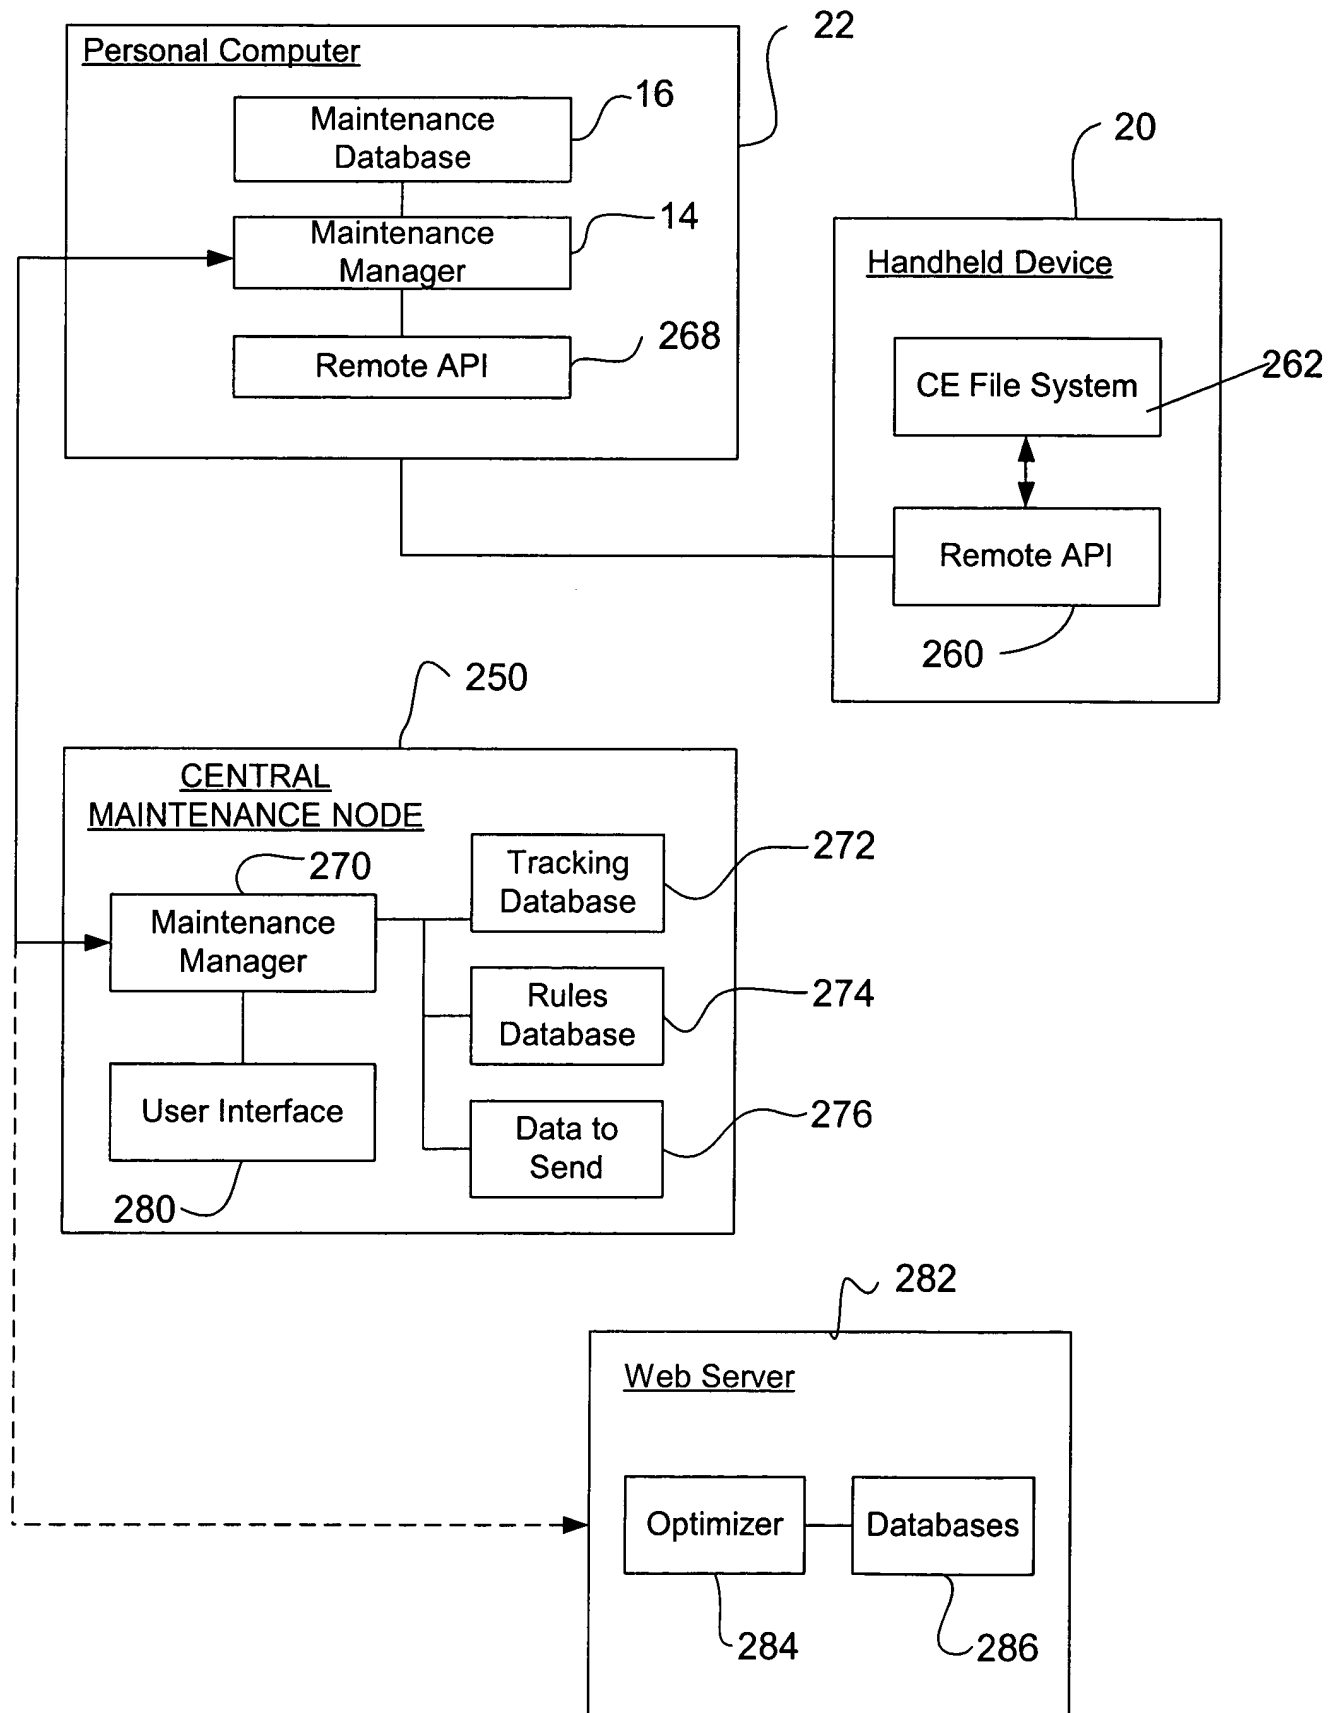 22
Personal Computer
16
Maintenance
Database
14
Maintenance
Manager
268
Remote API
20
Handheld Device
CE File System
262
Remote API
260
250
CENTRAL
MAINTENANCE NODE
270
Maintenance
Manager
Tracking
Database
272
Rules
Database
274
User Interface
Data to
Send
276
280
282
Web Server
Optimizer
Databases
284
286